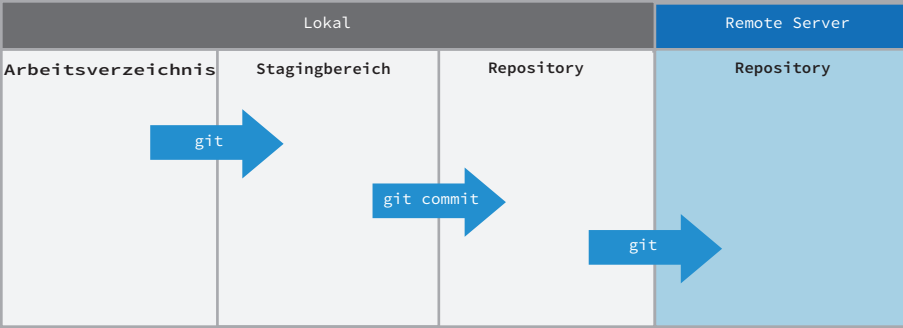 Lokal
Remote Server
Arbeitsverzeichnis
Stagingbereich
Repository
Repository
git
git commit
git